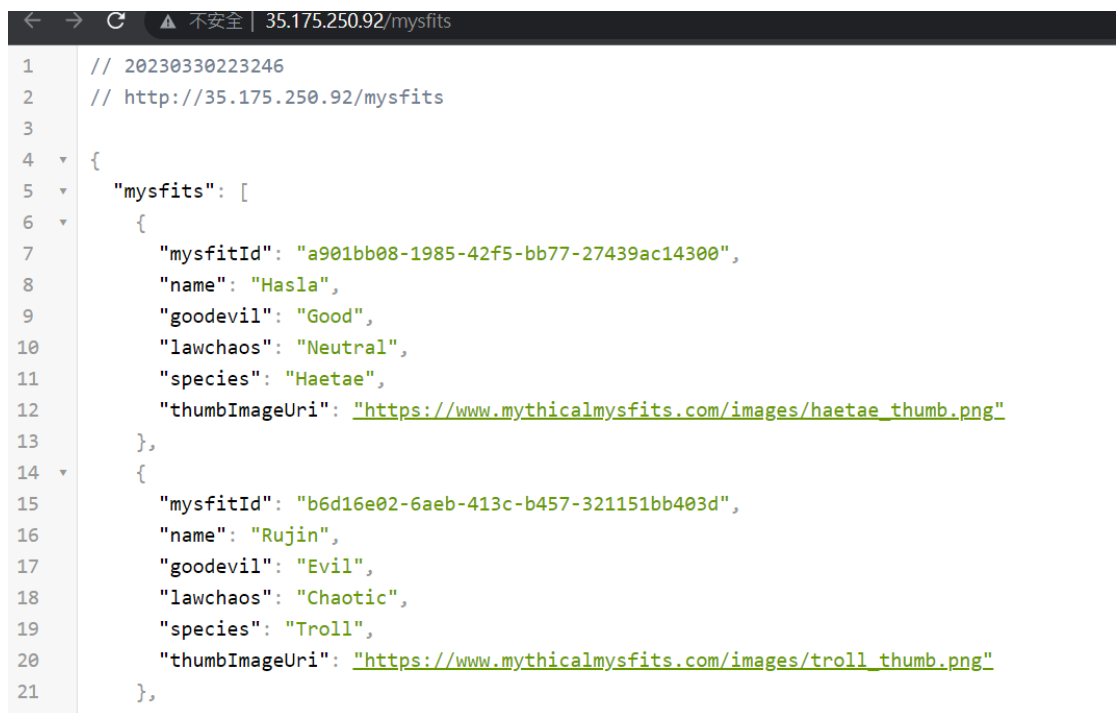 不安全 | 35.175.250.92/mysfits
1 // 20230330223246
2 // http://35.175.250.92/mysfits
3
4 {
5 "mysfits": [
6 {
7 "mysfitId": "a901bb08-1985-42f5-bb77-27439ac14300",
8 "name": "Hasla",
9 "goodevil": "Good",
10 "lawchaos": "Neutral",
11 "species": "Haetae",
12 "thumbImageUri": "https://www.mythicalmysfits.com/images/haetae_thumb.png"
13 },
14 {
15 "mysfitId": "b6d16e02-6aeb-413c-b457-321151bb403d",
16 "name": "Rujin",
17 "goodevil": "Evil",
18 "lawchaos": "Chaotic",
19 "species": "Troll",
20 "thumbImageUri": "https://www.mythicalmysfits.com/images/troll_thumb.png"
21 },